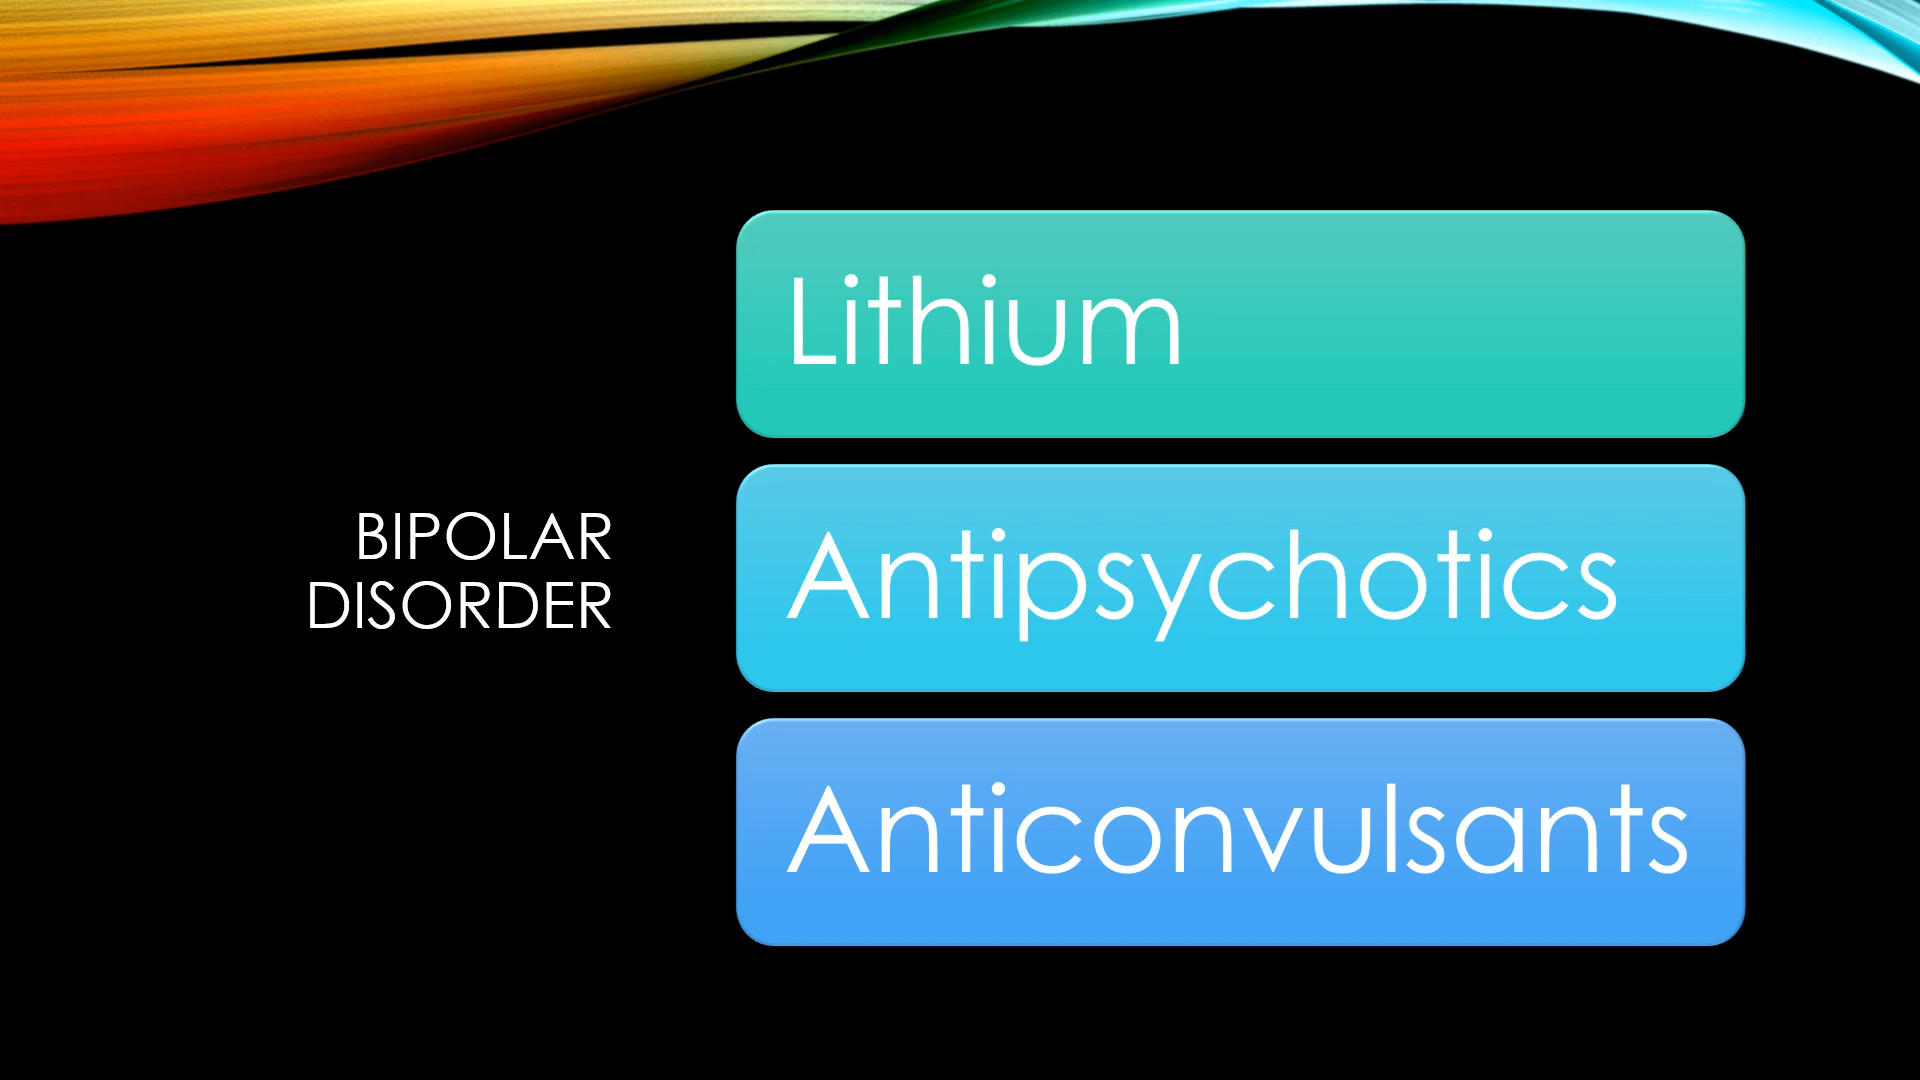 BIPOLAR
DISORDER
Lithium
Antipsychotics
Anticonvulsants